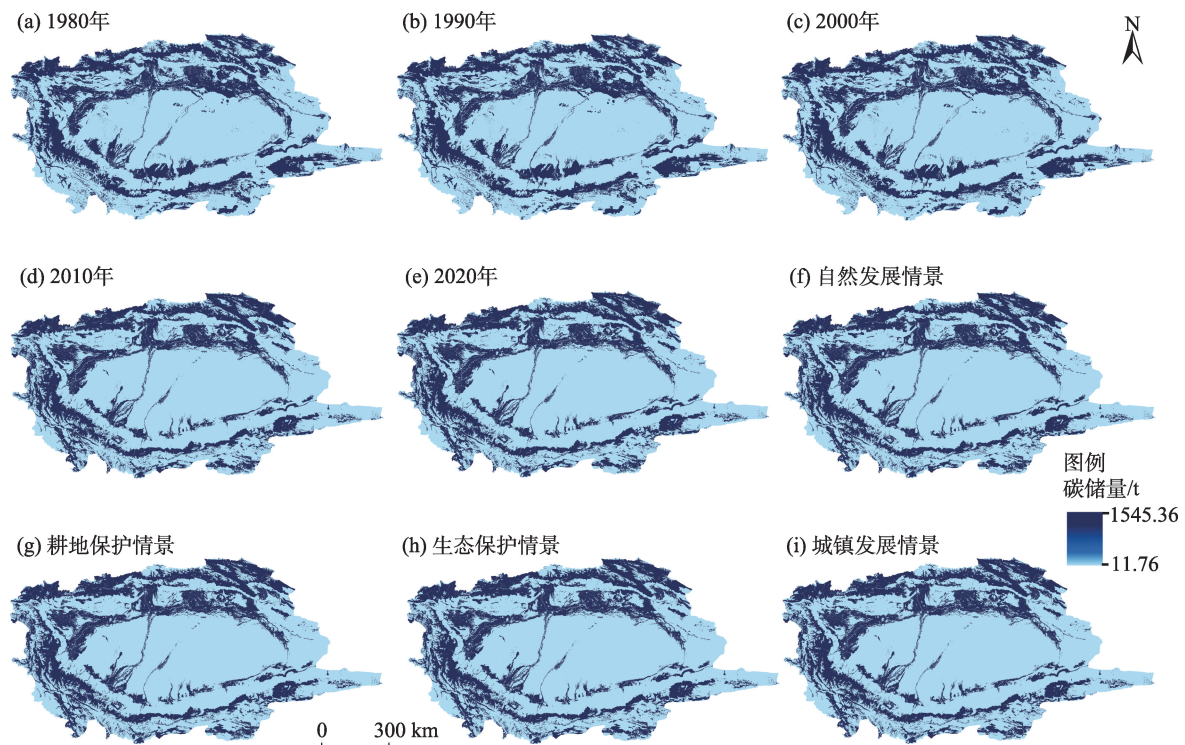 (a) 1980年
(b) 1990年
(c) 2000年
N
(d) 2010年
(e) 2020年
(f) 自然发展情景
图例
碳储量/t
1545.36
11.76
(g) 耕地保护情景
(h) 生态保护情景
(i) 城镇发展情景
0 300 km